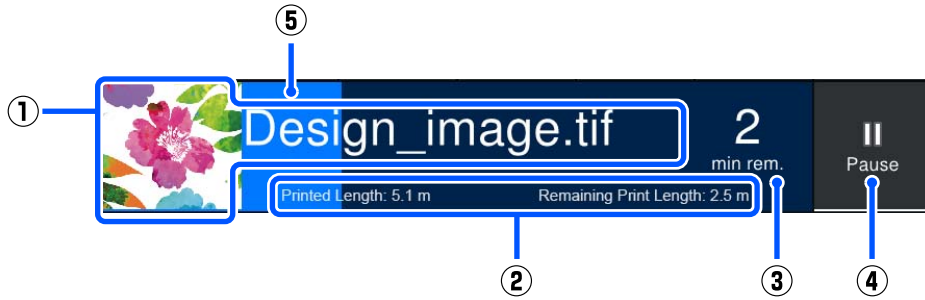 ⑤
①
Design_image.tif
2
min rem.
Pause
Printed Length: 5.1 m
Remaining Print Length: 2.5 m
②
③
④